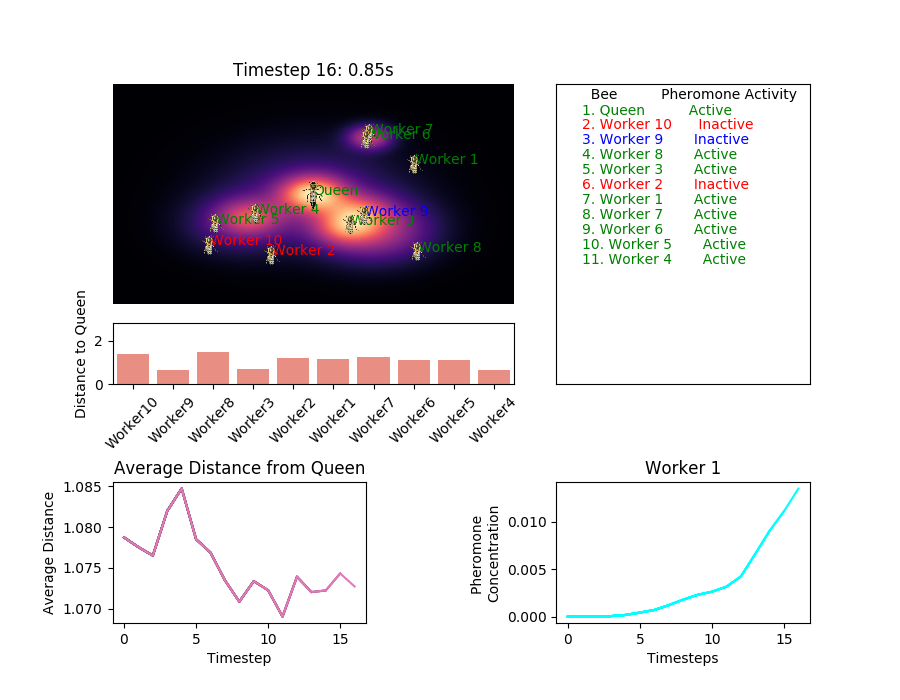 Timestep 16: 0.85s
Worker 7
Worker 6
Worker 1
Queen
Worker 4
Worker 9
Worker 5
Worker 3
Worker 10
Worker 2
Worker 8
Bee Pheromone Activity
1. Queen Active
2. Worker 10 Inactive
3. Worker 9 Inactive
4. Worker 8 Active
5. Worker 3 Active
6. Worker 2 Inactive
7. Worker 1 Active
8. Worker 7 Active
9. Worker 6 Active
10. Worker 5 Active
11. Worker 4 Active
Distance to Queen
2
0
Worker10 Worker9 Worker8 Worker3 Worker2 Worker1 Worker7 Worker6 Worker5 Worker4
Average Distance from Queen
Average Distance
1.085
1.080
1.075
1.070
0 5 10 15
Timestep
Worker 1
Pheromone
Concentration
0.010
0.005
0.000
0 5 10 15
Timesteps